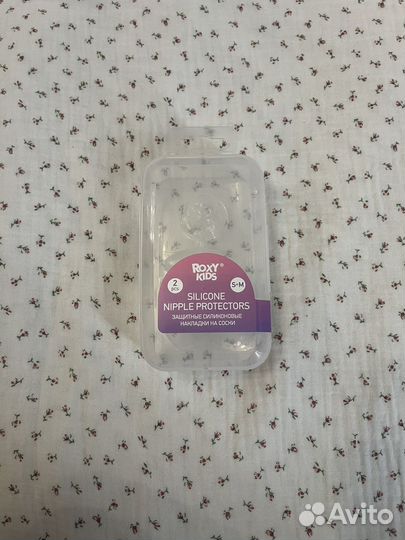 ROXY®
KIDS
2
pcs
S-M
SILICONE
NIPPLE PROTECTORS
ЗАЩИТНЫЕ СИЛИКОНОВЫЕ
НАКЛАДКИ НА СОСКИ
Avito